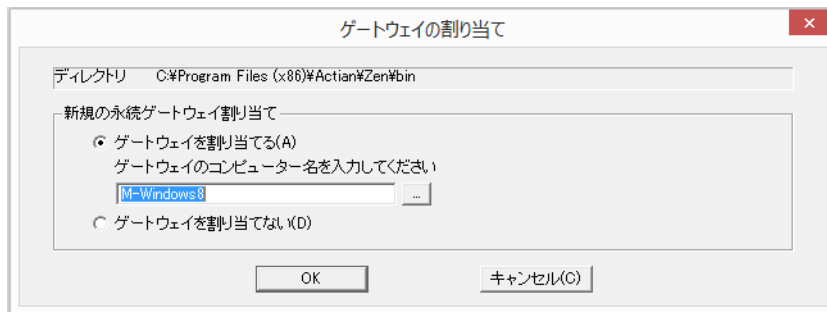 ゲートウェイの割り当て
ディレクトリ C:¥Program Files (x86)¥Actian¥Zen¥bin
新規の永続ゲートウェイ割り当て
ゲートウェイを割り当てる(A)
ゲートウェイのコンピューター名を入力してください
M-Windows8
...
ゲートウェイを割り当てない(D)
OK キャンセル(C)